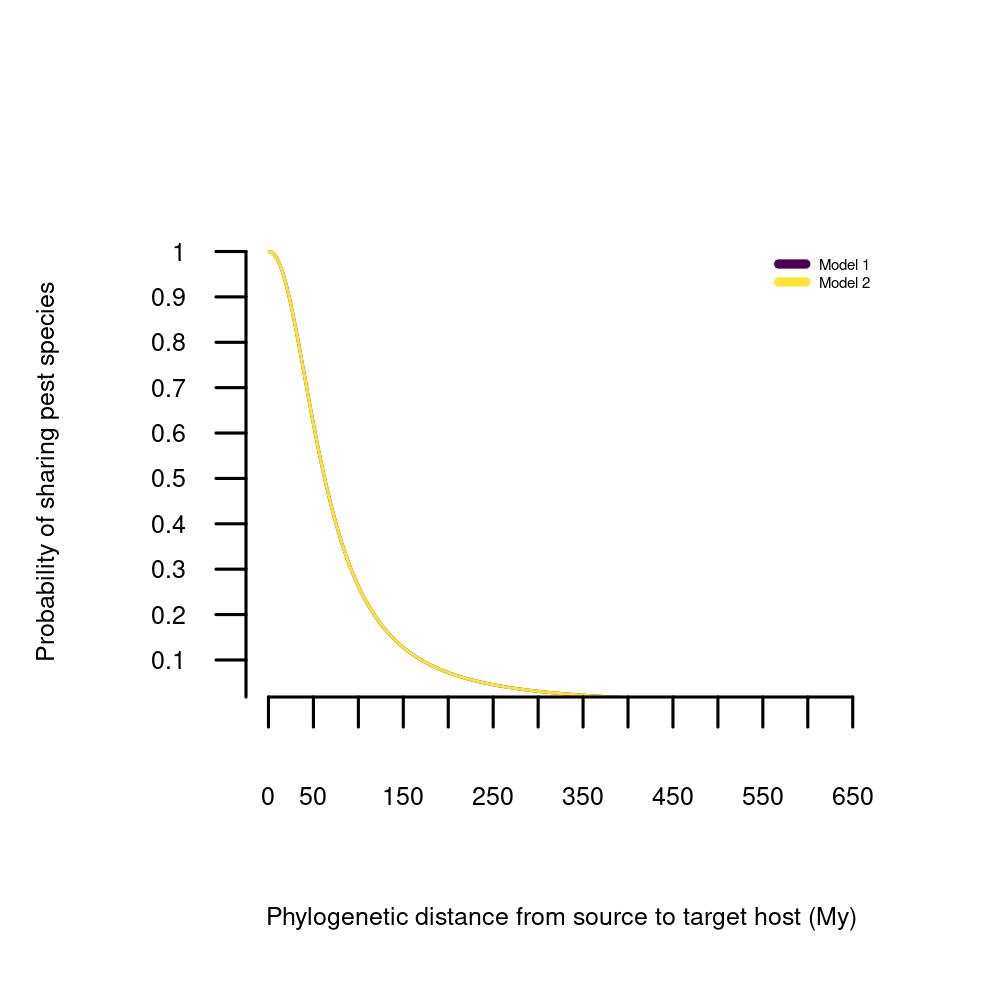 Model 1
Model 2
Probability of sharing pest species
1
0.9
0.8
0.7
0.6
0.5
0.4
0.3
0.2
0.1
0 50 150 250 350 450 550 650
Phylogenetic distance from source to target host (My)